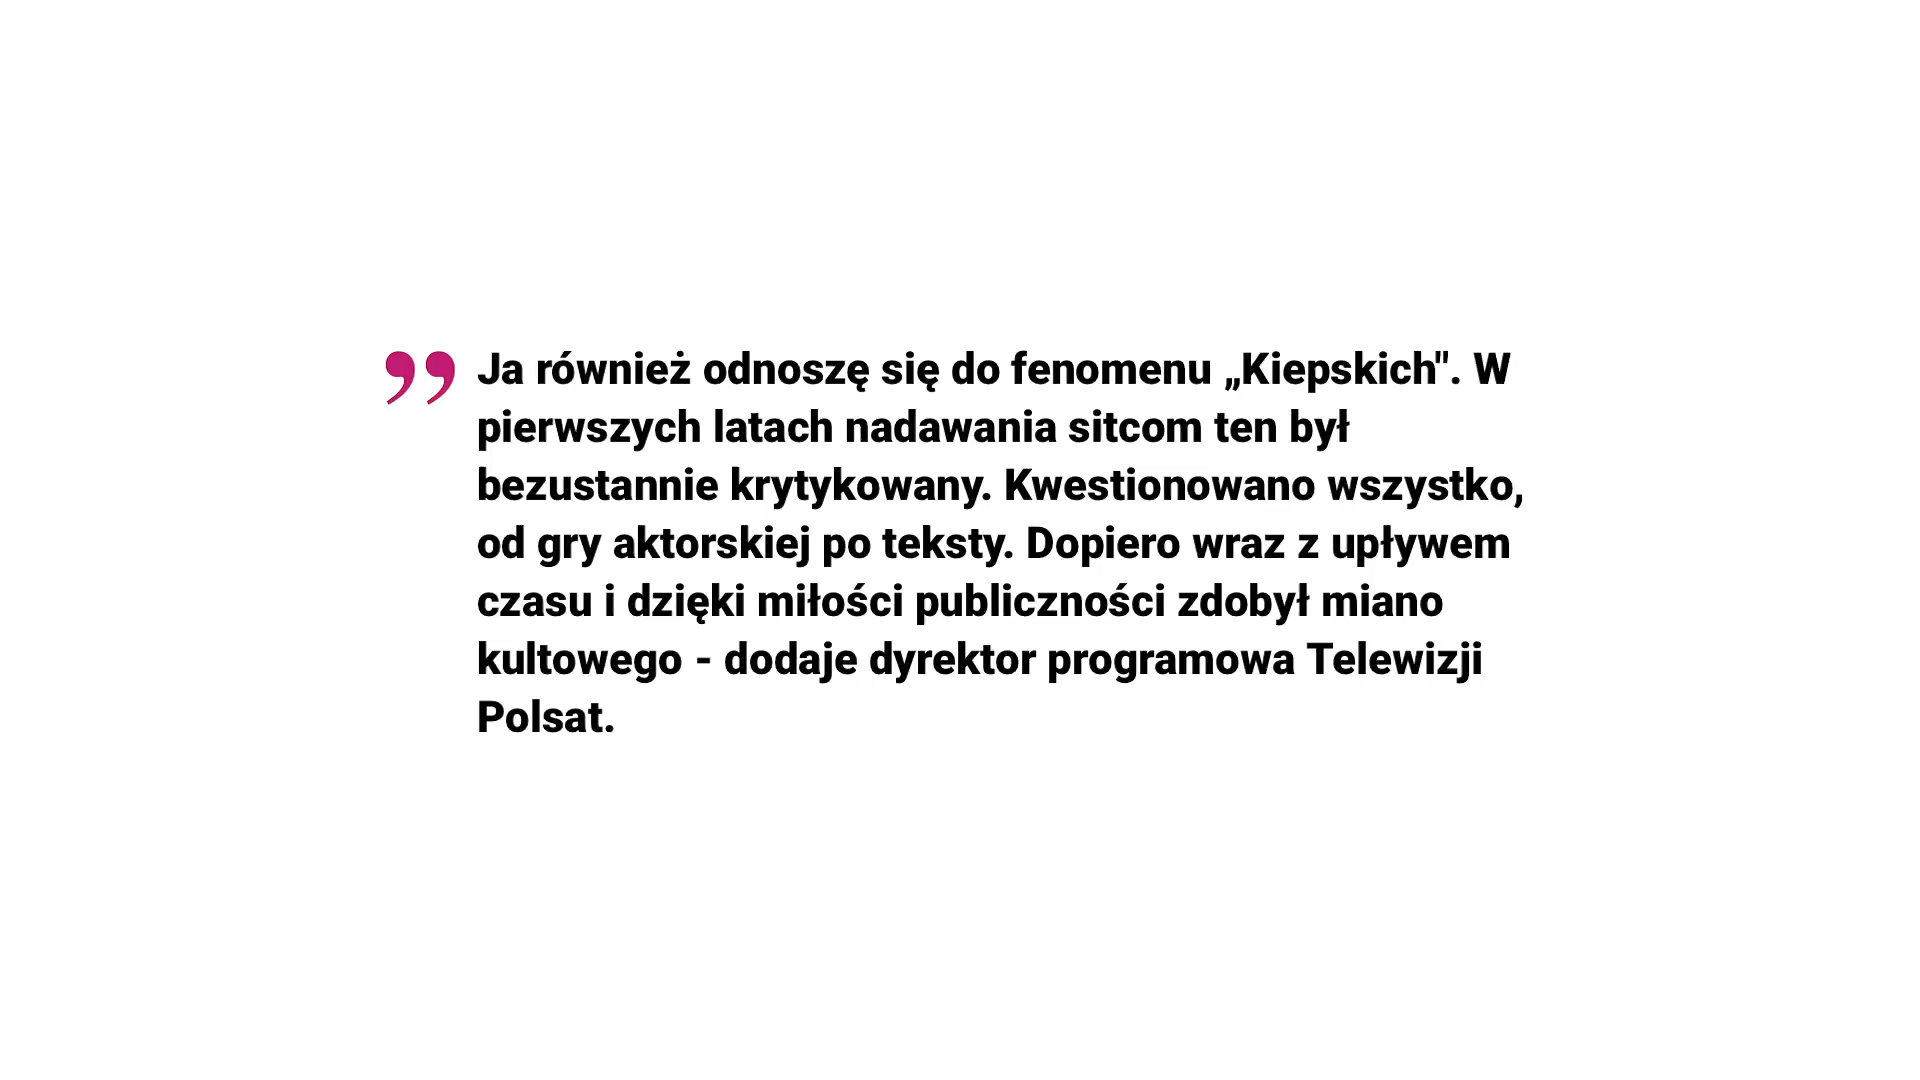 Ja również odnoszę się do fenomenu „Kiepskich". W
pierwszych latach nadawania sitcom ten był
bezustannie krytykowany. Kwestionowano wszystko,
od gry aktorskiej po teksty. Dopiero wraz z upływem
czasu i dzięki miłości publiczności zdobył miano
kultowego - dodaje dyrektor programowa Telewizji
Polsat.